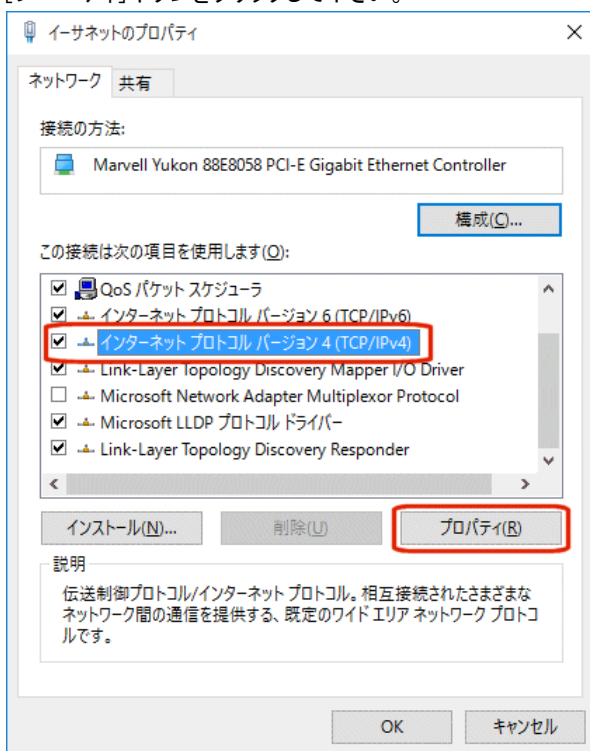 イーサネットのプロパティ
ネットワーク 共有
接続の方法:
Marvell Yukon 88E8058 PCI-E Gigabit Ethernet Controller
構成(C)...
この接続は次の項目を使用します(O):
QoS パケット スケジューラ
インターネット プロトコル バージョン 6 (TCP/IPv6)
インターネット プロトコル バージョン 4 (TCP/IPv4)
Link-Layer Topology Discovery Mapper I/O Driver
Microsoft Network Adapter Multiplexor Protocol
Microsoft LLDP プロトコル ドライバー
Link-Layer Topology Discovery Responder
インストール(N)... 削除(U) プロパティ(R)
説明
伝送制御プロトコル/インターネット プロトコル。相互接続されたさまざまな
ネットワーク間の通信を提供する、既定のワイド エリア ネットワーク プロトコ
ルです。
OK キャンセル